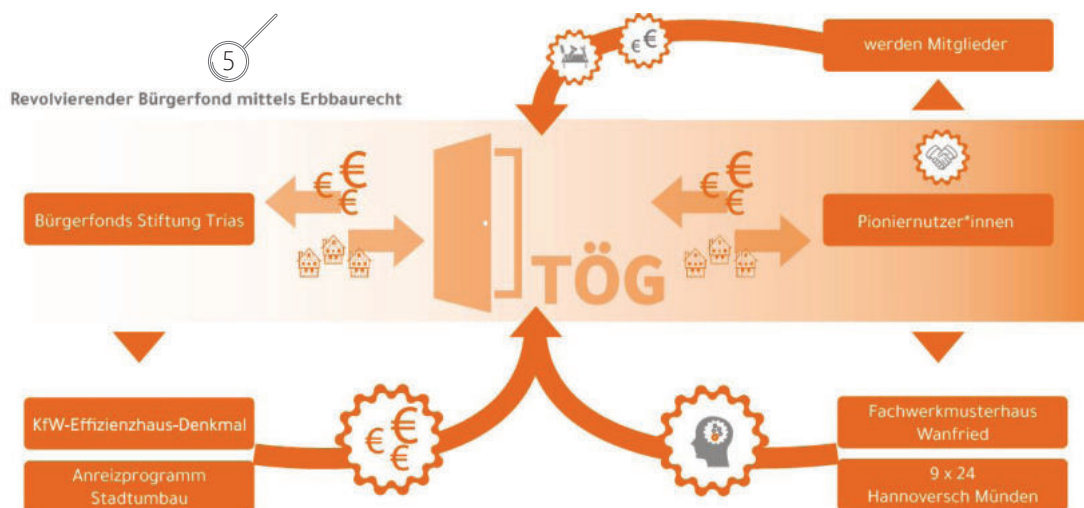 5
Revolvierender Bürgerfond mittels Erbbaurecht
werden Mitglieder
€ €
€ € €
€ € €
Bürgerfonds Stiftung Trias
Pioniernutzer*innen
TÖG
KfW-Effizienzhaus-Denkmal
Anreizprogramm
Stadtumbau
€ € €
Fachwerkmusterhaus
Wanfried
9 x 24
Hannoversch Münden